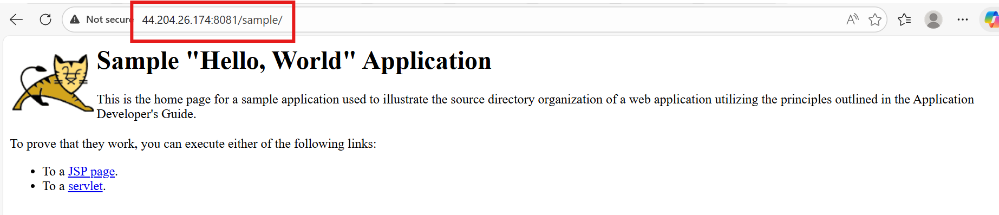 Not secure 44.204.26.174:8081/sample/
Sample "Hello, World" Application
This is the home page for a sample application used to illustrate the source directory organization of a web application utilizing the principles outlined in the Application
Developer's Guide.
To prove that they work, you can execute either of the following links:
• To a JSP page.
• To a servlet.